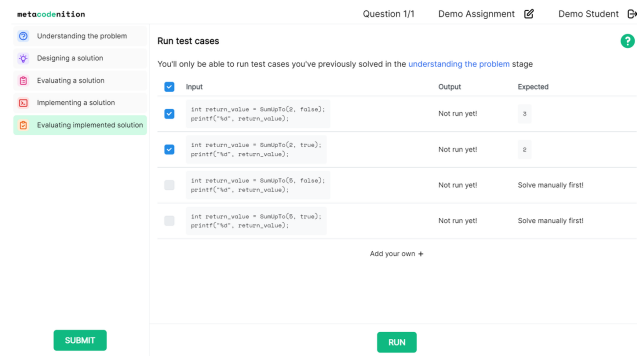 metacodenition
Question 1/1
Demo Assignment
Demo Student
Understanding the problem
Designing a solution
Evaluating a solution
Implementing a solution
Evaluating implemented solution
SUBMIT
Run test cases
?
You'll only be able to run test cases you've previously solved in the understanding the problem stage
Input Output Expected
int return_value = SumUpTo(2, false);
printf("%d", return_value);
Not run yet!
3
int return_value = SumUpTo(2, true);
printf("%d", return_value);
Not run yet!
2
int return_value = SumUpTo(5, false);
printf("%d", return_value);
Not run yet!
Solve manually first!
int return_value = SumUpTo(5, true);
printf("%d", return_value);
Not run yet!
Solve manually first!
Add your own +
RUN